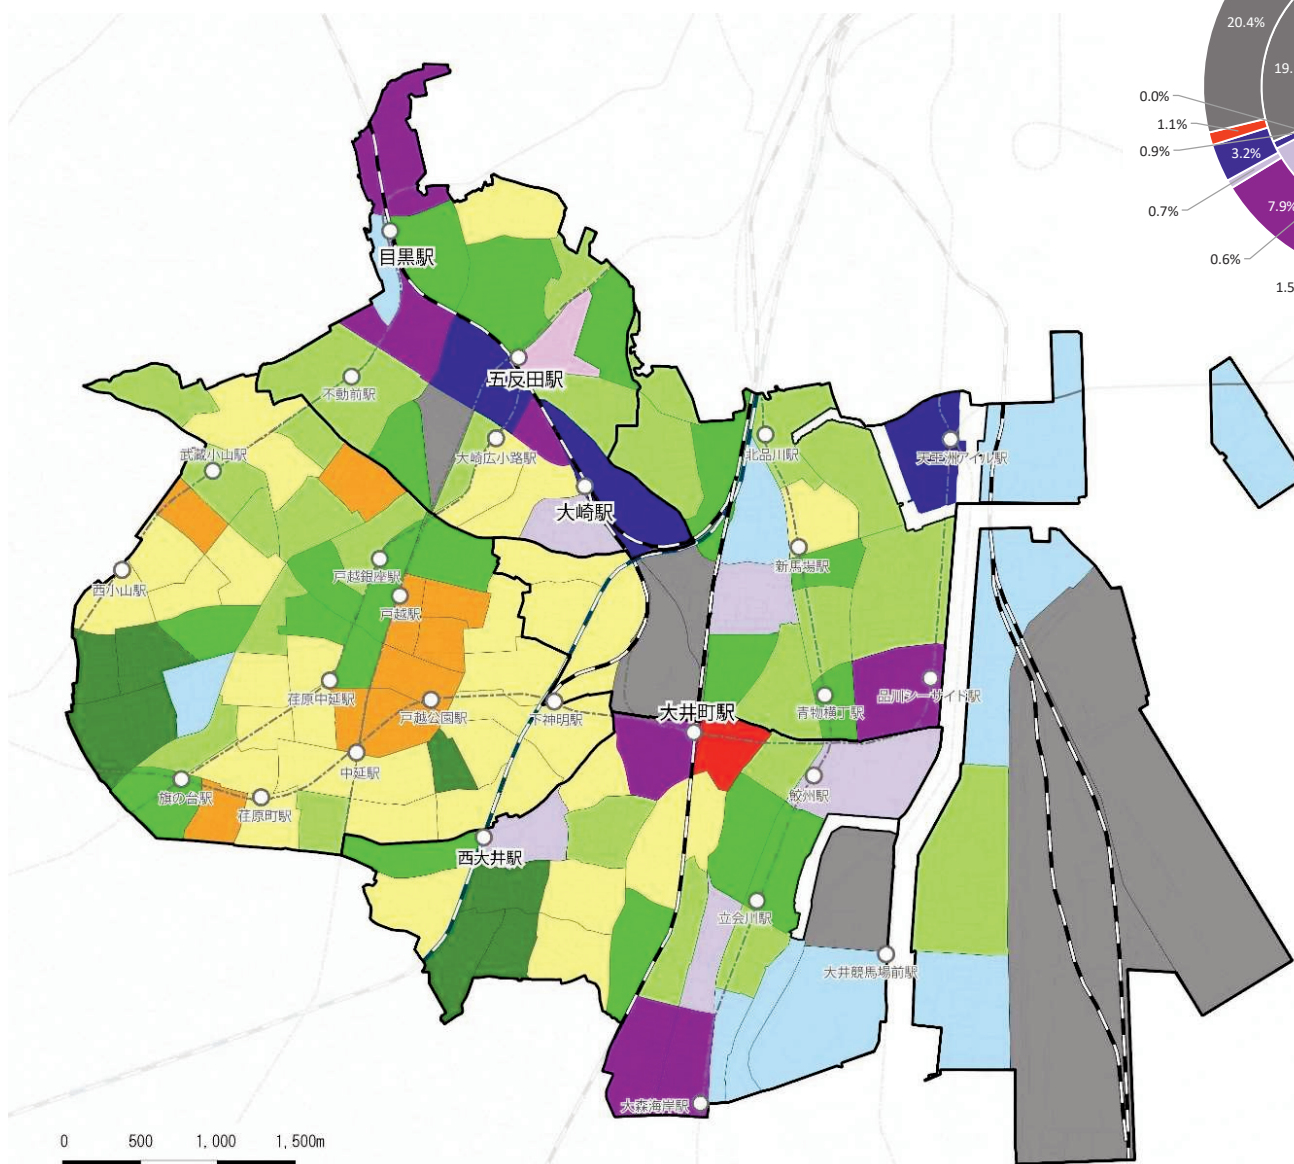 20.4%
19.
0.0%
1.1%
0.9%
3.2%
0.7%
7.9%
0.6%
1.5
目黒駅
五反田駅
不動前駅
大崎広小路駅
武蔵小山駅
北品川駅
天王洲アイル駅
大崎駅
新馬場駅
戸越銀座駅
西小山駅
戸越駅
荏原中延駅
戸越公園駅
下神明駅
大井町駅
青物横丁駅
品川シーサイド駅
中延駅
旗の台駅
荏原町駅
鮫洲駅
西大井駅
立会川駅
大井競馬場前駅
大森海岸駅
0 500 1,000 1,500m